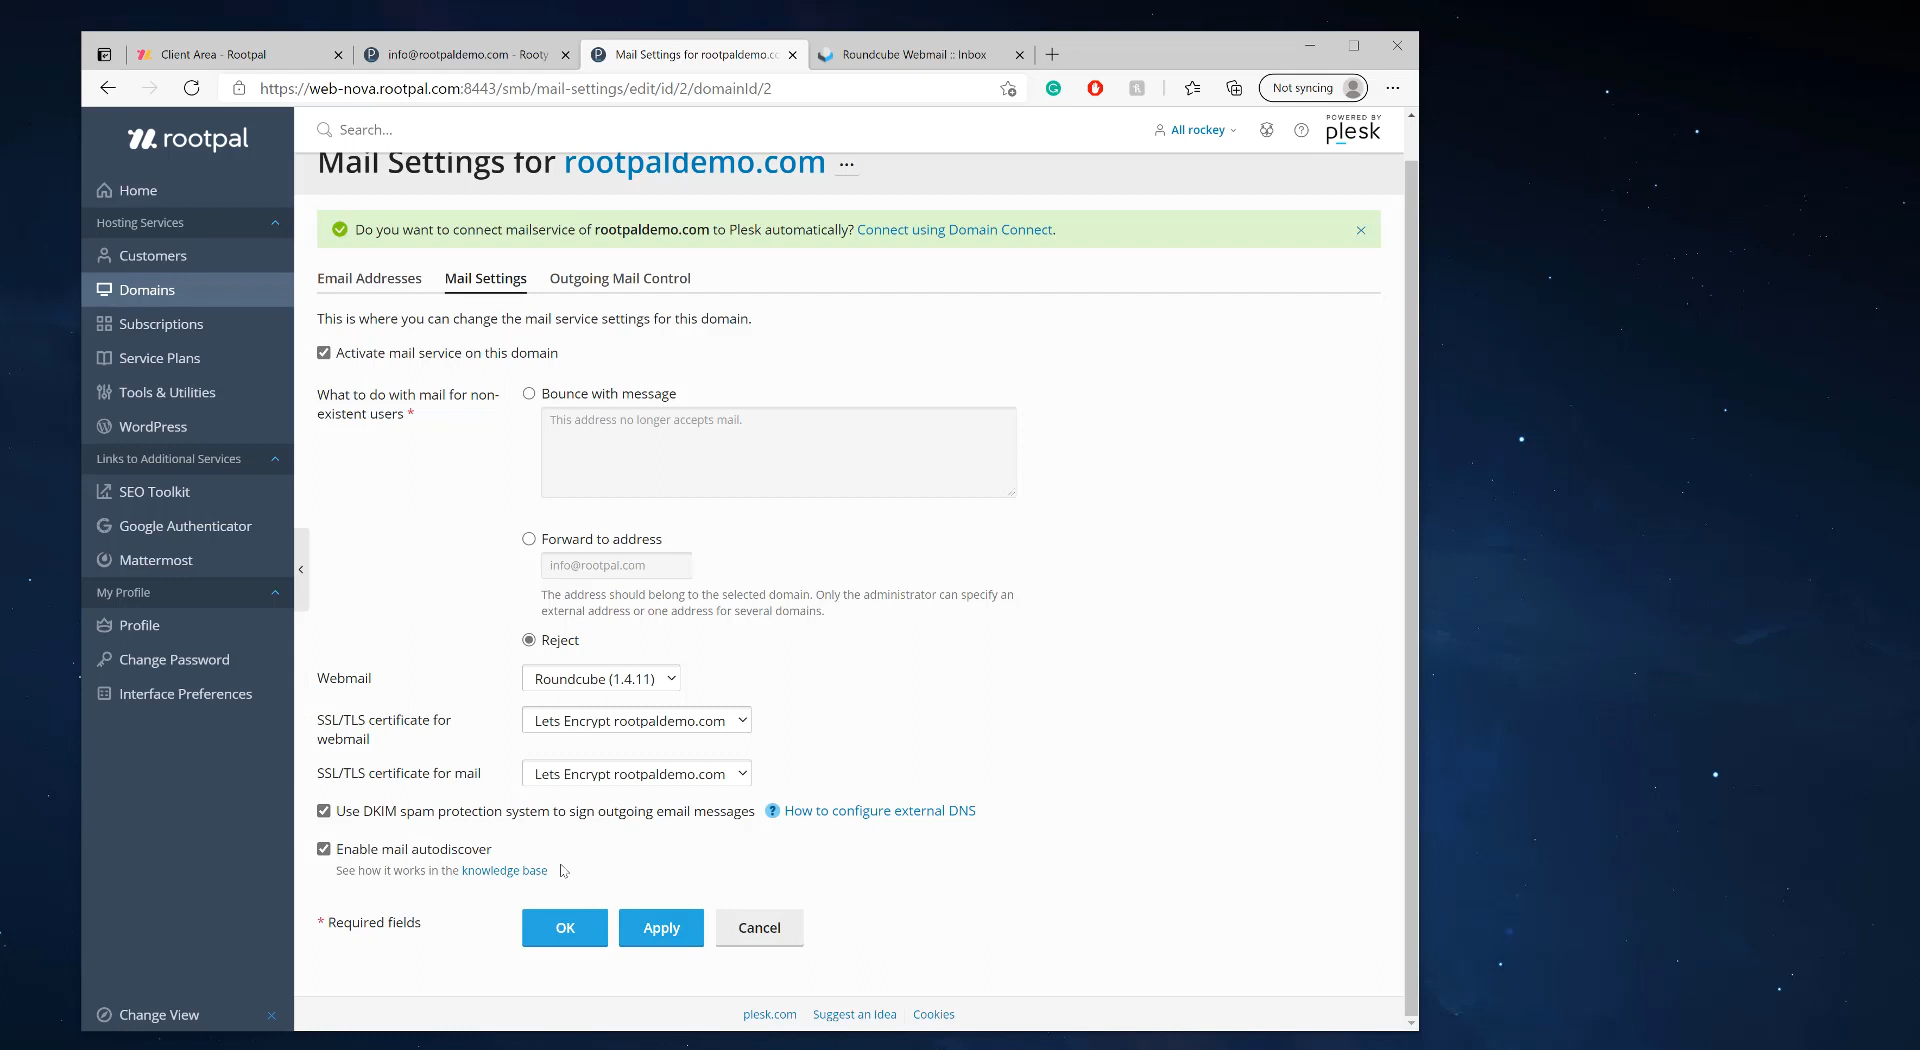 Client Area - Rootpal
info@rootpaldemo.com - Rooty
Mail Settings for rootpaldemo.co
Roundcube Webmail :: Inbox
https://web-nova.rootpal.com:8443/smb/mail-settings/edit/id/2/domainId/2
Not syncing
rootpal
Search...
All rockey
POWERED BY
plesk
Mail Settings for rootpaldemo.com ...
Home
Hosting Services
Customers
Domains
Subscriptions
Service Plans
Tools & Utilities
WordPress
Links to Additional Services
SEO Toolkit
Google Authenticator
Mattermost
My Profile
Profile
Change Password
Interface Preferences
Change View
Do you want to connect mailservice of rootpaldemo.com to Plesk automatically? Connect using Domain Connect.
Email Addresses
Mail Settings
Outgoing Mail Control
This is where you can change the mail service settings for this domain.
Activate mail service on this domain
What to do with mail for non-
existent users *
Bounce with message
This address no longer accepts mail.
Forward to address
info@rootpal.com
The address should belong to the selected domain. Only the administrator can specify an
external address or one address for several domains.
Reject
Webmail
Roundcube (1.4.11)
SSL/TLS certificate for
webmail
Lets Encrypt rootpaldemo.com
SSL/TLS certificate for mail
Lets Encrypt rootpaldemo.com
Use DKIM spam protection system to sign outgoing email messages
? How to configure external DNS
Enable mail autodiscover
See how it works in the knowledge base
* Required fields
OK
Apply
Cancel
plesk.com
Suggest an Idea
Cookies